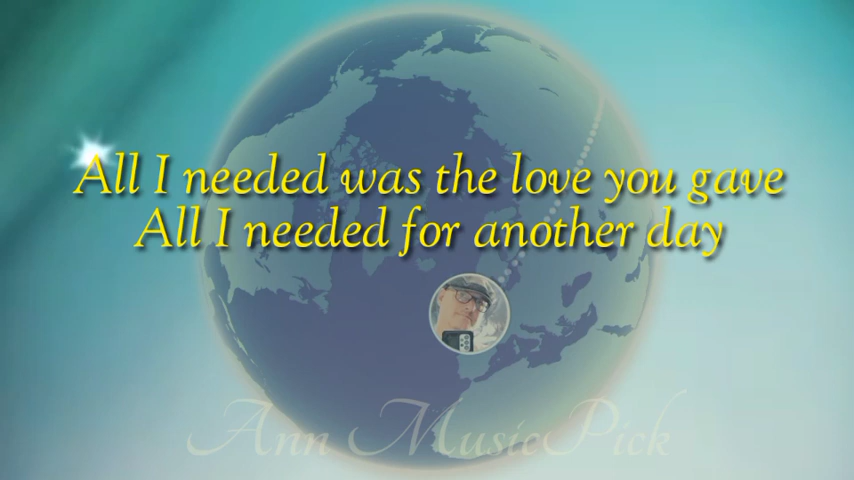 All I needed was the love you gave
All I needed for another day
Ann MusicPick